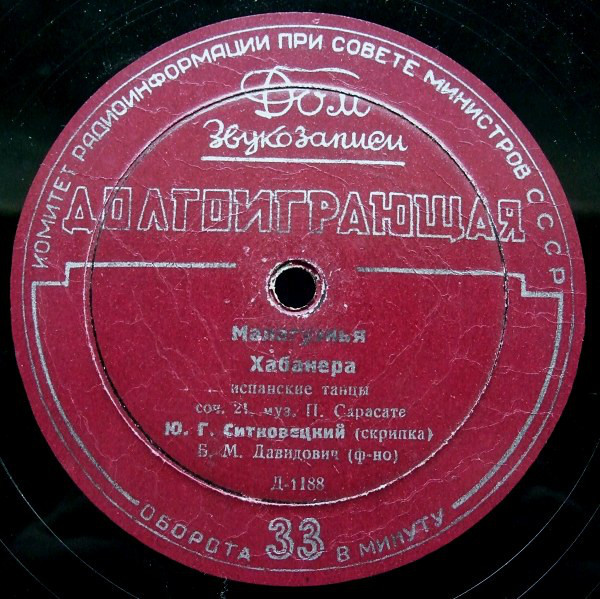 КОМИТЕТ РАДИОИНФОРМАЦИИ ПРИ СОВЕТЕ МИНИСТРОВ СССР
Дом
Звукозаписи
ДОЛГОИГРАЮЩАЯ
Малагуэнья
Хабанера
испанские танцы
соч. 21, муз. П. Сарасате
Ю. Г. Ситковецкий (скрипка)
Б. М. Давидович (ф-но)
Д-1188
ОБОРОТА 33 В МИНУТУ